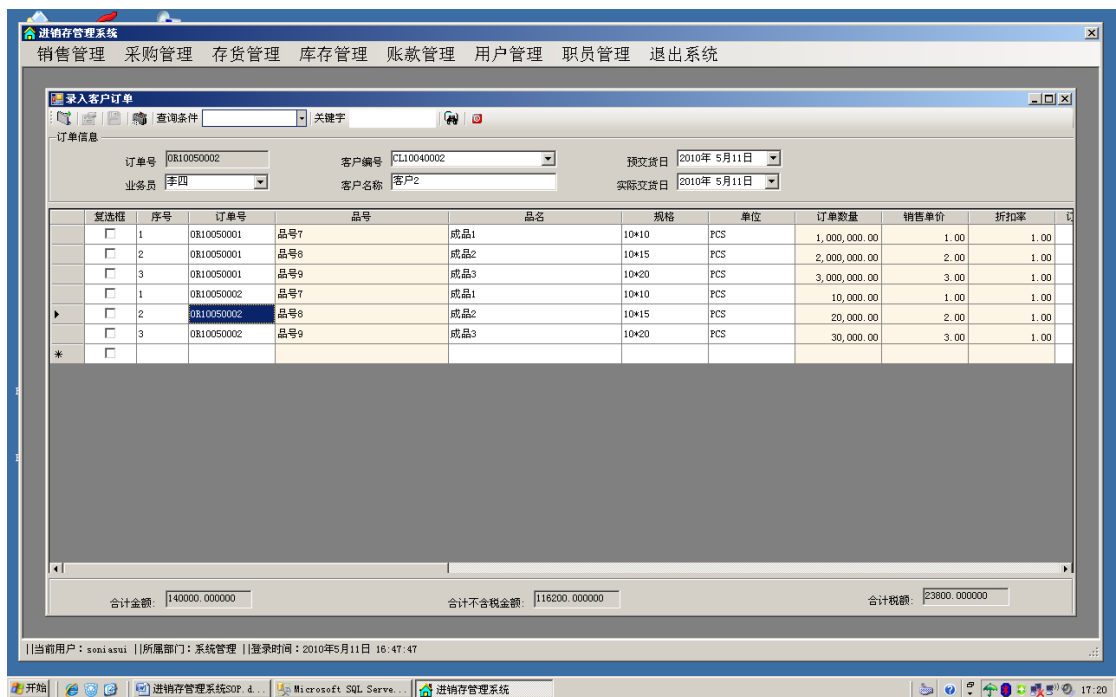 进销存管理系统
销售管理 采购管理 存货管理 库存管理 账款管理 用户管理 职员管理 退出系统
录入客户订单
查询条件 关键字
订单信息
订单号 OR10050002 客户编号 CL10040002 预交货日 2010年 5月11日
业务员 李四 客户名称 客户2 实际交货日 2010年 5月11日
复选框 序号 订单号 品号 品名 规格 单位 订单数量 销售单价 折扣率 订
1 OR10050001 品号7 成品1 10*10 PCS 1,000,000.00 1.00 1.00
2 OR10050001 品号8 成品2 10*15 PCS 2,000,000.00 2.00 1.00
3 OR10050001 品号9 成品3 10*20 PCS 3,000,000.00 3.00 1.00
1 OR10050002 品号7 成品1 10*10 PCS 10,000.00 1.00 1.00
2 OR10050002 品号8 成品2 10*15 PCS 20,000.00 2.00 1.00
3 OR10050002 品号9 成品3 10*20 PCS 30,000.00 3.00 1.00
合计金额: 140000.000000 合计不含税金额: 116200.000000 合计税额: 23800.000000
||当前用户：soniasui ||所属部门：系统管理 ||登录时间：2010年5月11日 16:47:47
开始 进销存管理系统SOP.d... Microsoft SQL Serve... 进销存管理系统 17:20